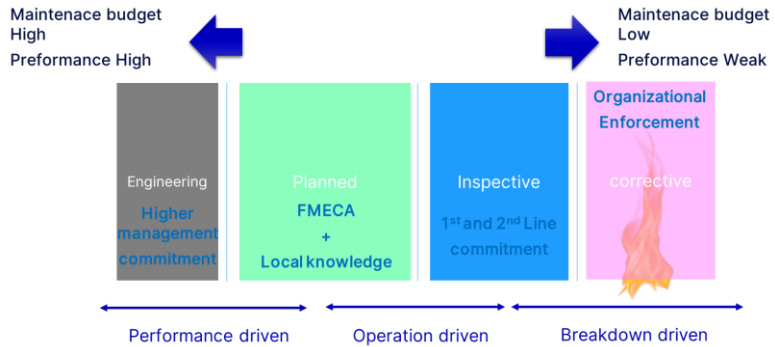 Maintenace budget
High
Preformance High
Maintenace budget
Low
Preformance Weak
Engineering
Higher
management
commitment
Planned
FMECA
+
Local knowledge
Inspective
1st and 2nd Line
commitment
Organizational
Enforcement
corrective
Performance driven
Operation driven
Breakdown driven